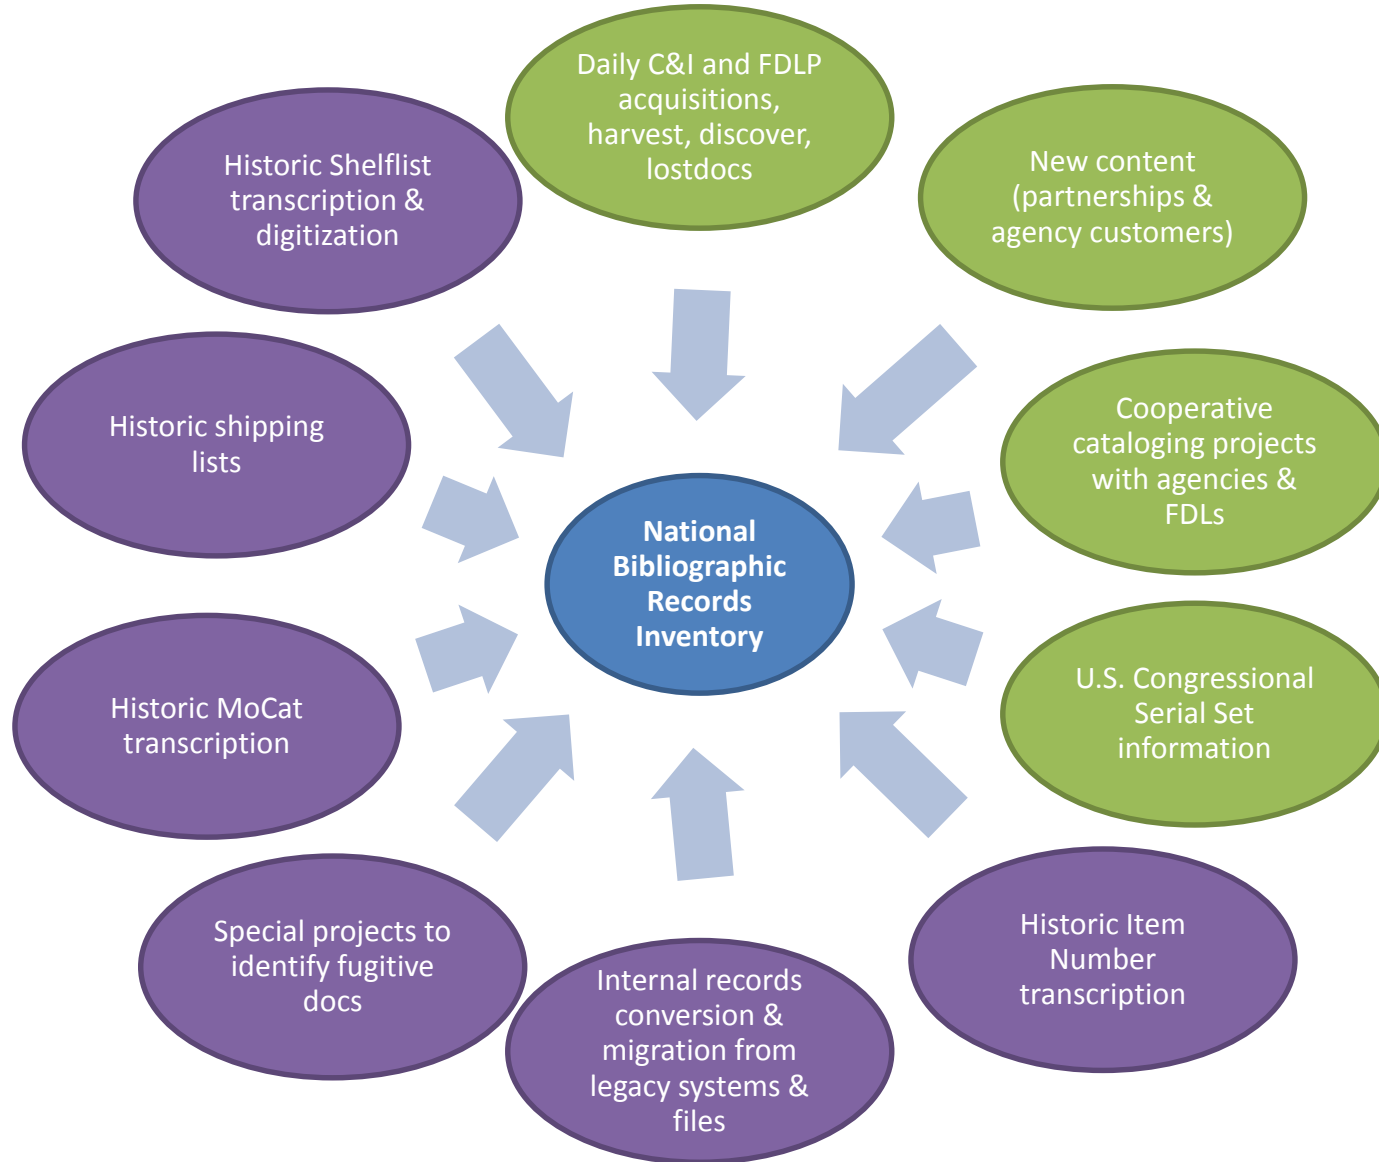 Daily C&I and FDLP
acquisitions,
harvest, discover,
lostdocs
New content
(partnerships &
agency customers)
Cooperative
cataloging projects
with agencies &
FDLs
U.S. Congressional
Serial Set
information
Historic Item
Number
transcription
Internal records
conversion &
migration from
legacy systems &
files
Special projects to
identify fugitive
docs
Historic MoCat
transcription
Historic shipping
lists
Historic Shelflist
transcription &
digitization
National
Bibliographic
Records
Inventory